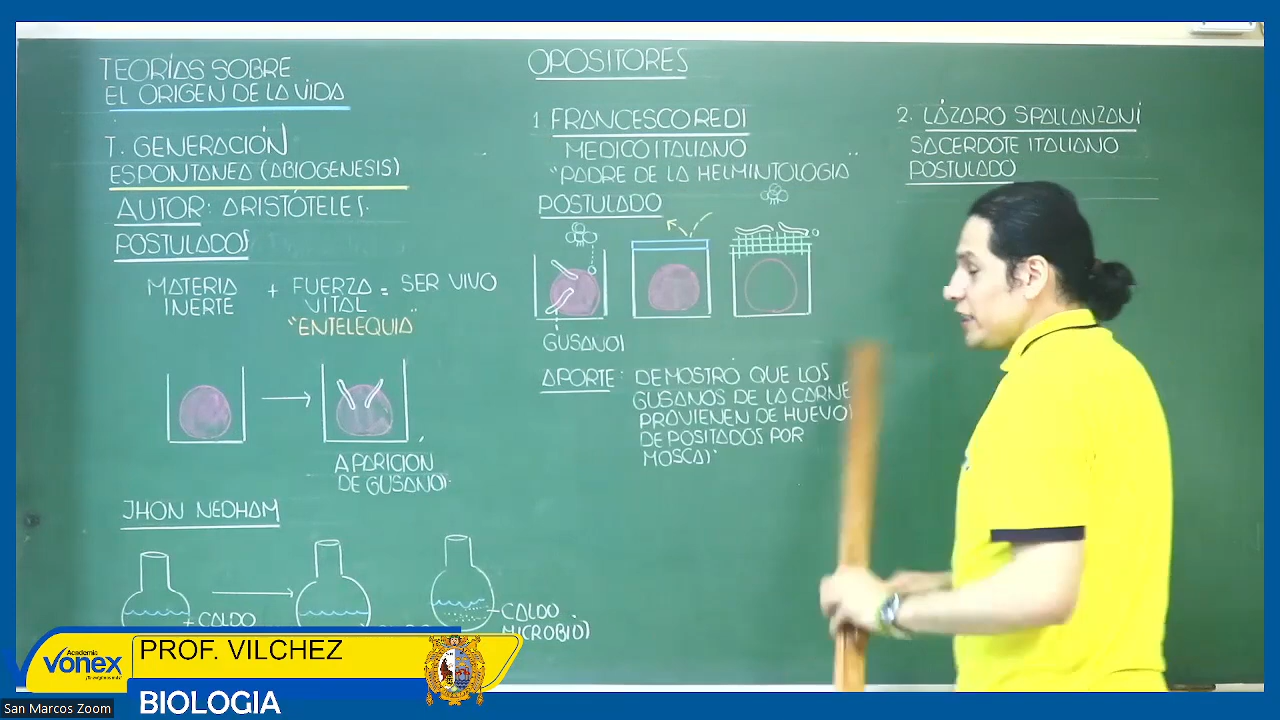 TEORÍAS SOBRE
EL ORIGEN DE LA VIDA
T. GENERACIÓN
ESPONTANEA (ABIOGENESIS)
AUTOR: ARISTÓTELES.
POSTULADOS
MATERIA + FUERZA = SER VIVO
INERTE VITAL
"ENTELEQUIA"
APARICION
DE GUSANOS.
JHON NEDHAM
CALDO
CALDO
MICROBIOS
OPOSITORES
1. FRANCESCO REDI
MEDICO ITALIANO
"PADRE DE LA HELMINTOLOGIA"
POSTULADO
GUSANOS
APORTE: DEMOSTRÓ QUE LOS
GUSANOS DE LA CARNE
PROVIENEN DE HUEVOS
DEPOSITADOS POR
MOSCAS.
2. LÁZARO SPALLANZANI
SACERDOTE ITALIANO
POSTULADO
Academia
Vonex
PROF. VILCHEZ
BIOLOGIA
San Marcos Zoom